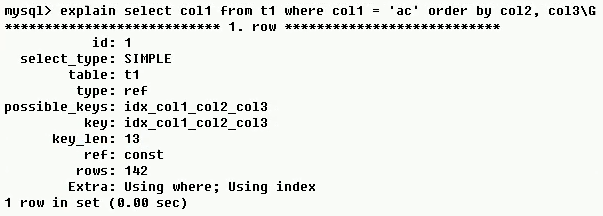 mysql> explain select col1 from t1 where col1 = 'ac' order by col2, col3\G
*************************** 1. row ***************************
id: 1
select_type: SIMPLE
table: t1
type: ref
possible_keys: idx_col1_col2_col3
key: idx_col1_col2_col3
key_len: 13
ref: const
rows: 142
Extra: Using where; Using index
1 row in set (0.00 sec)